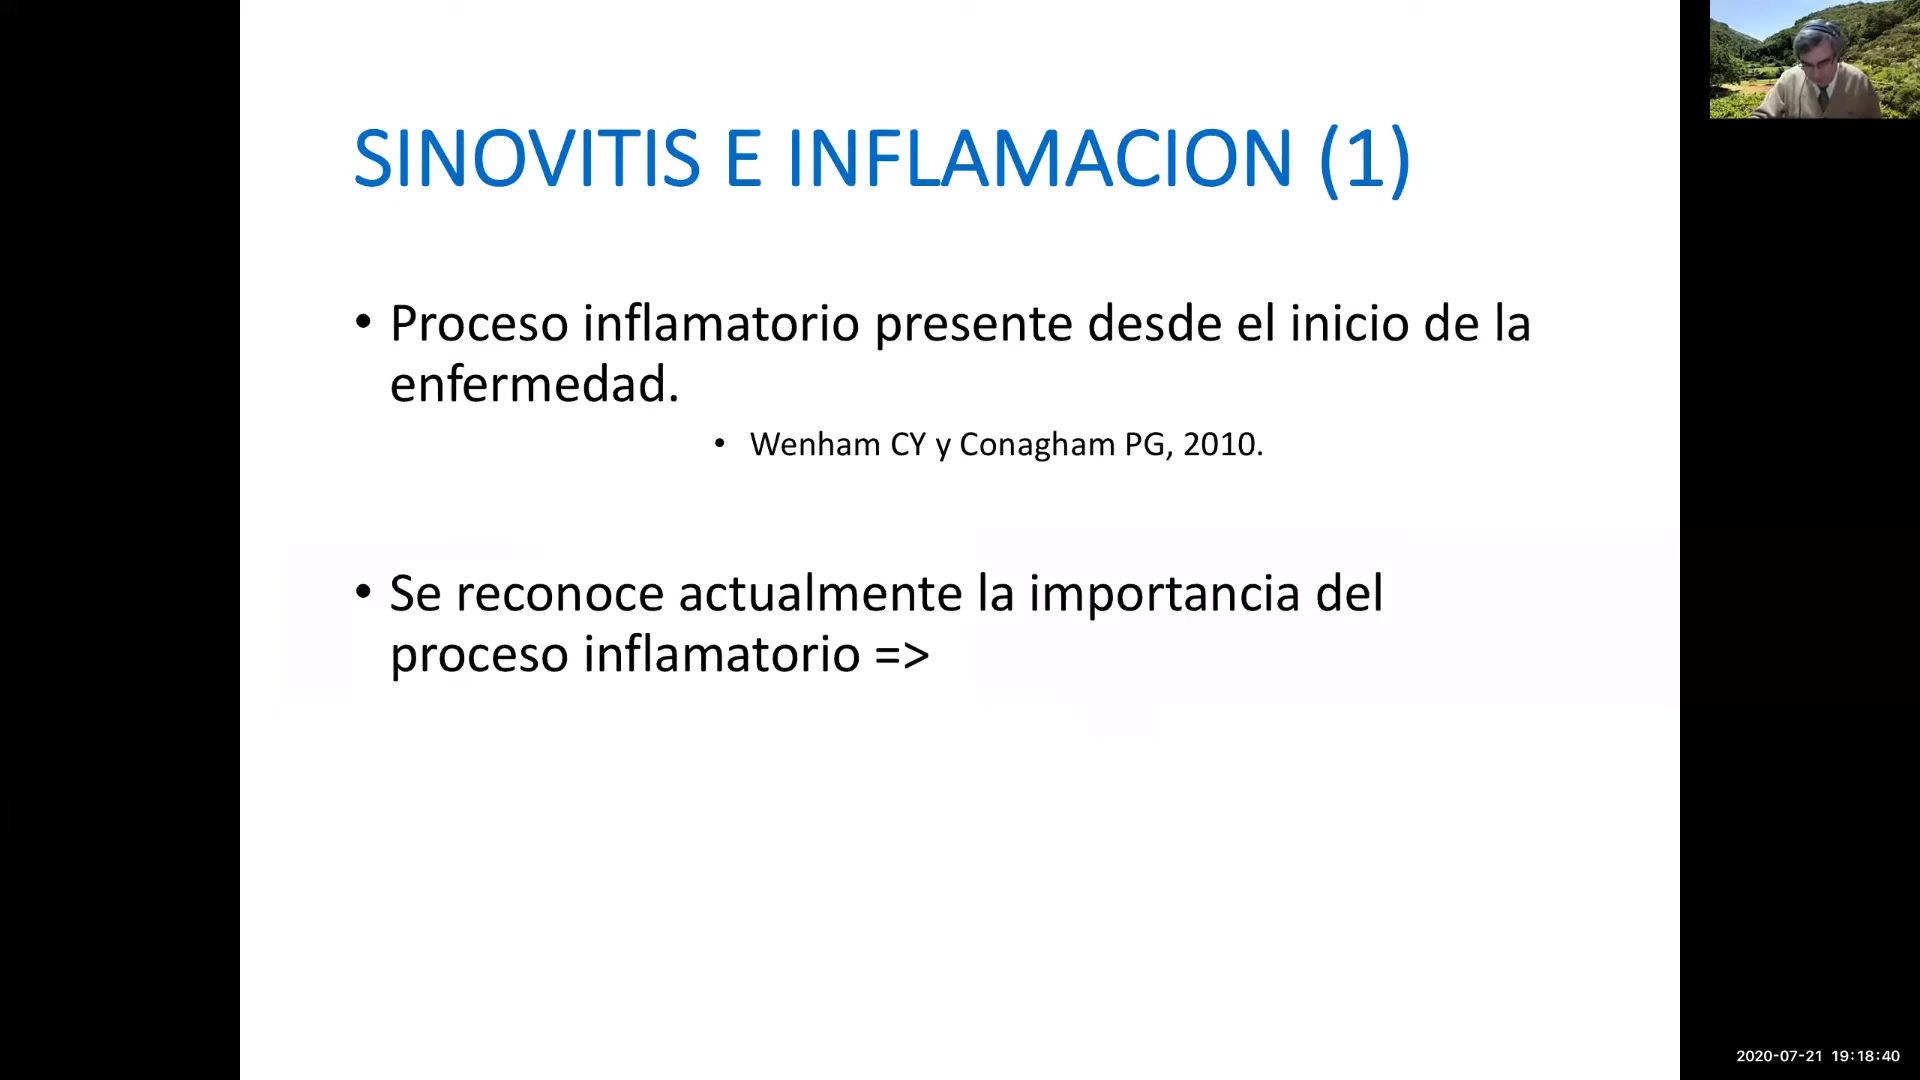 SINOVITIS E INFLAMACION (1)
• Proceso inflamatorio presente desde el inicio de la
enfermedad.
• Wenham CY y Conagham PG, 2010.
• Se reconoce actualmente la importancia del
proceso inflamatorio =>
2020-07-21 19:18:40